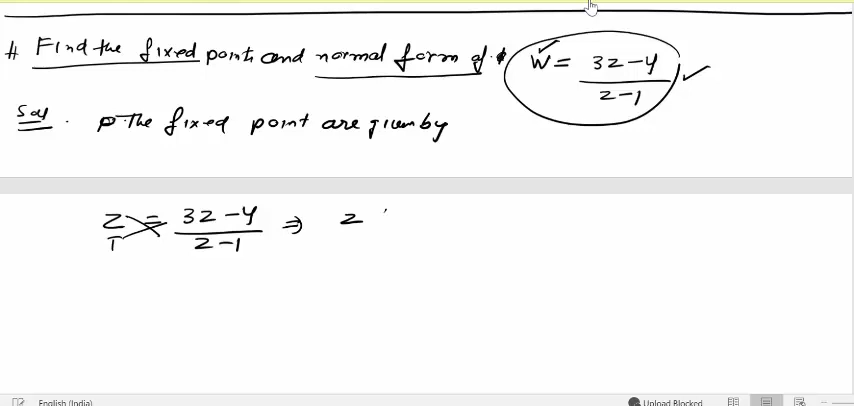 # Find the fixed point and normal form of W = 3z-4 / z-1
Sol. The fixed point are given by
z/1 = 3z-4 / z-1 ⇒ z
English (India) Upload Blocked